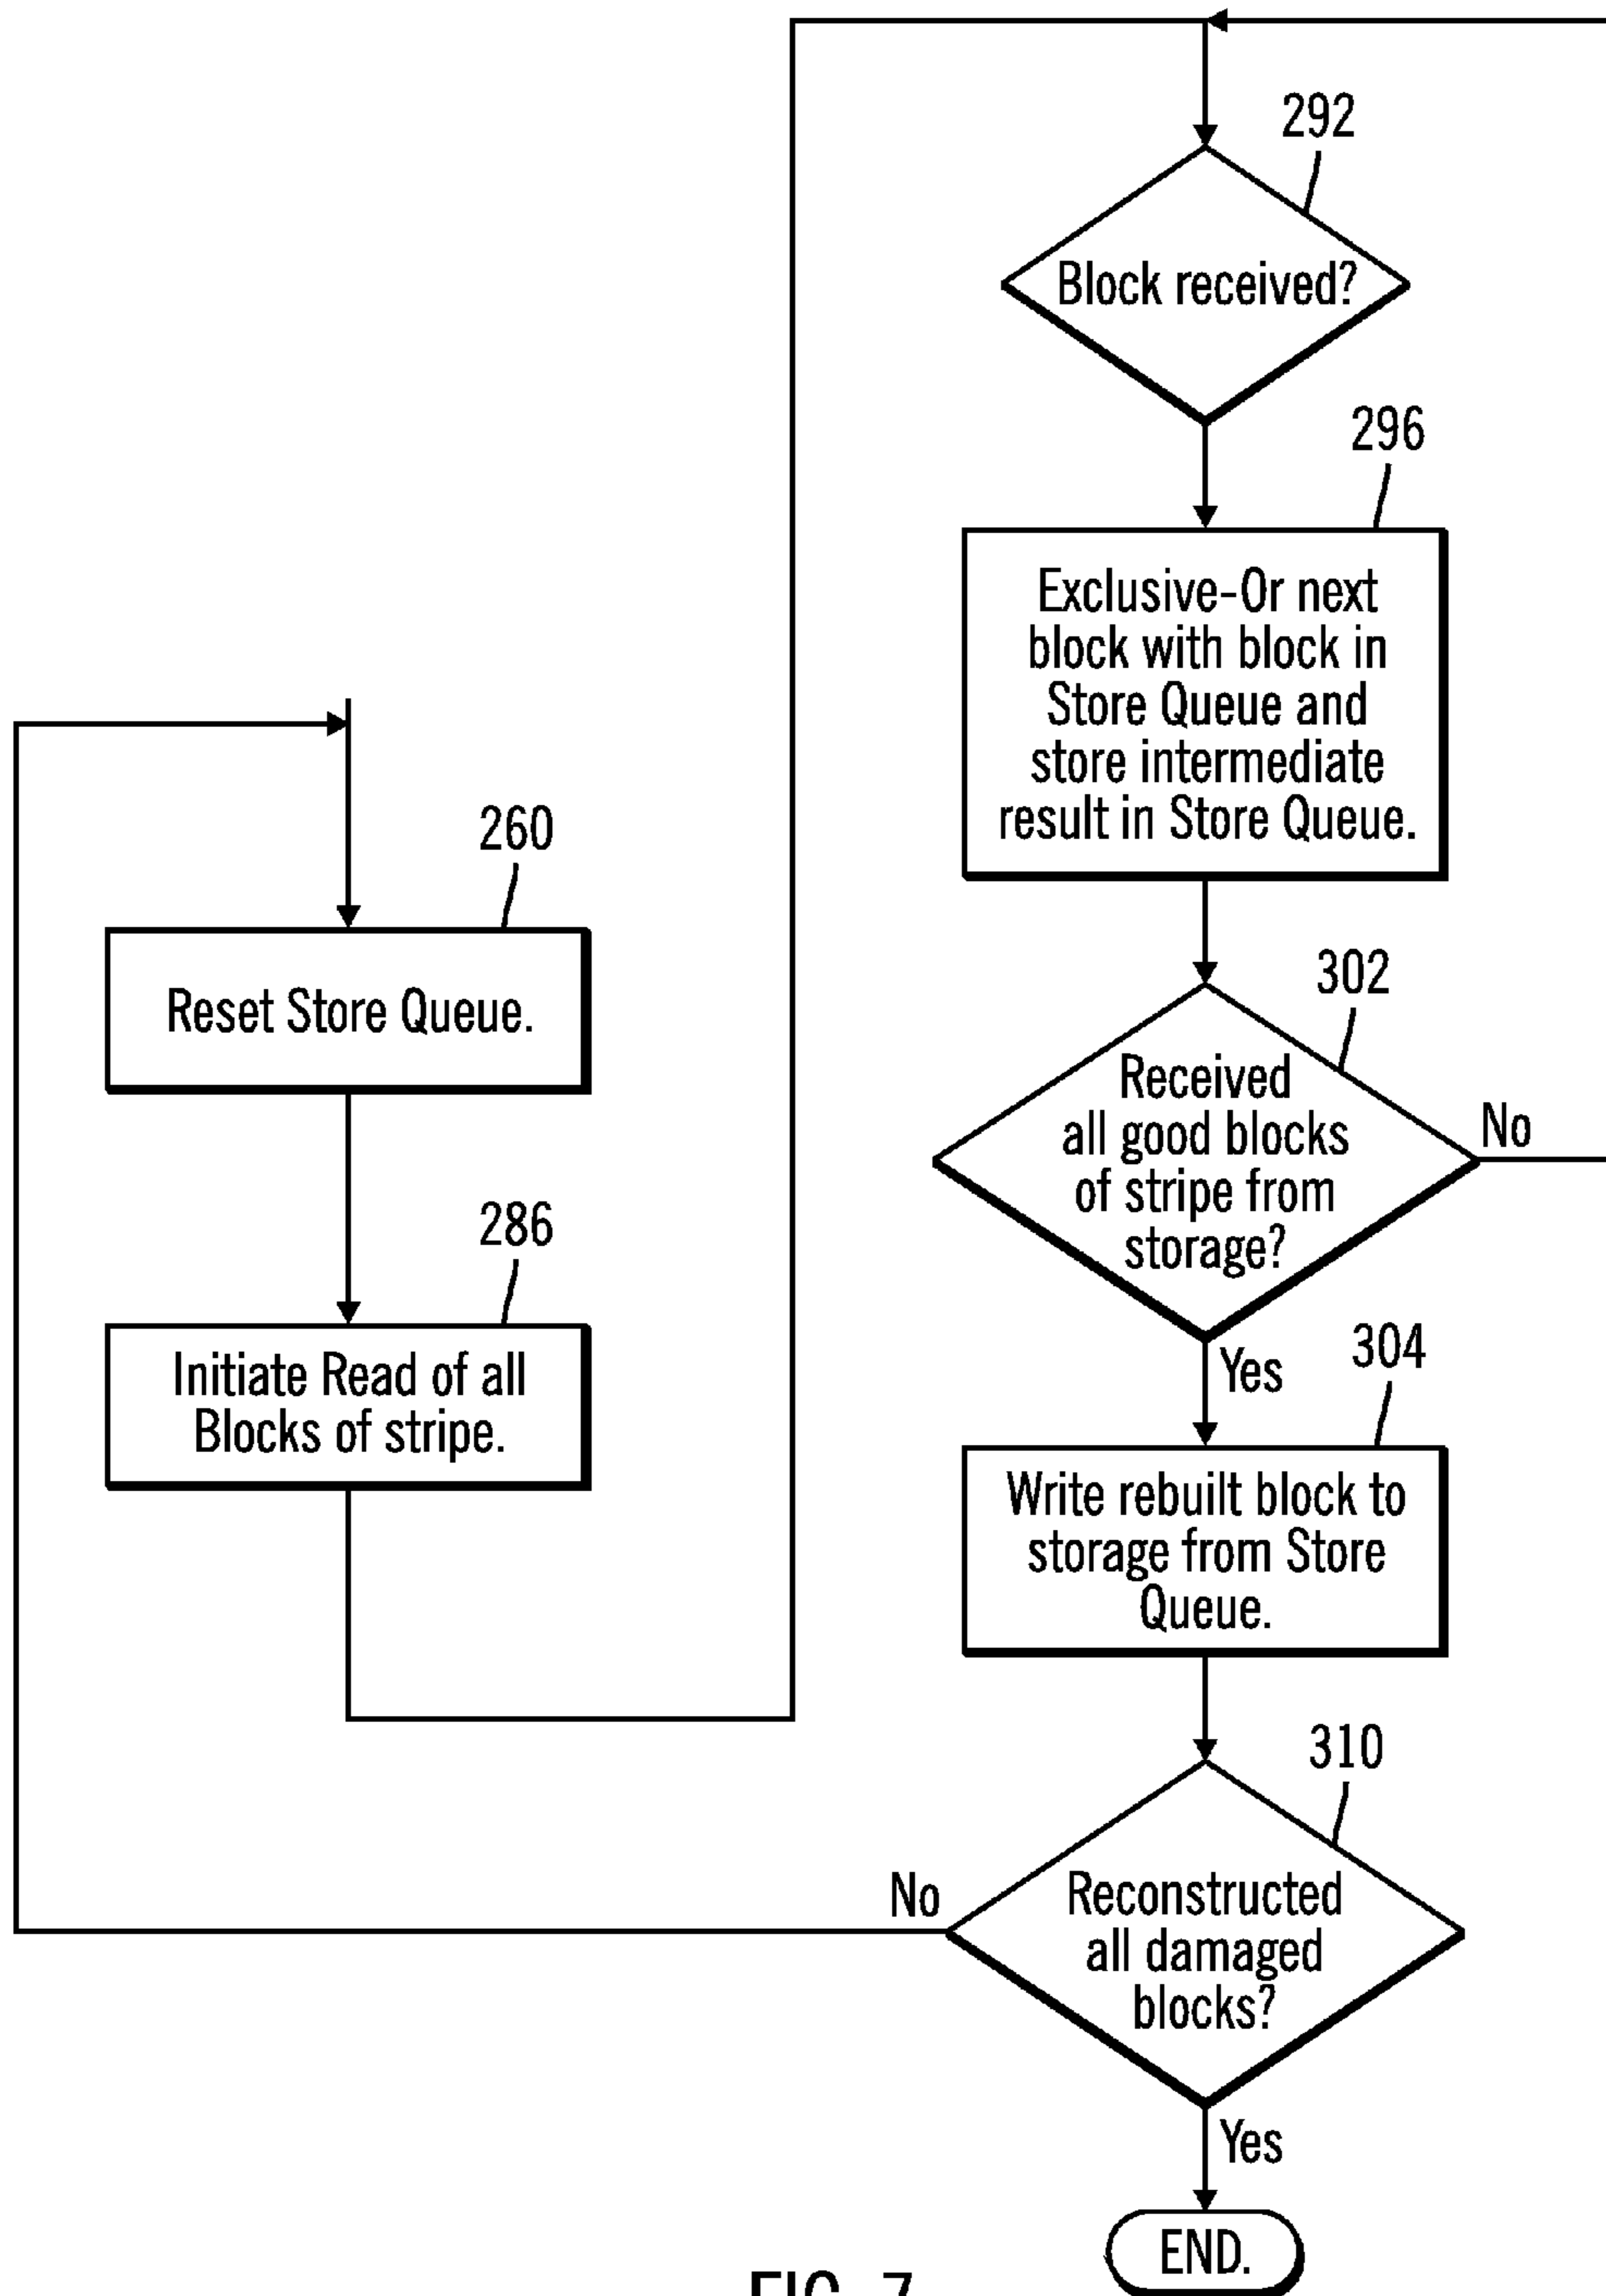 260
Reset Store Queue.
286
Initiate Read of all
Blocks of stripe.
292
Block received?
296
Exclusive-Or next
block with block in
Store Queue and
store intermediate
result in Store Queue.
302
Received
all good blocks
of stripe from
storage?
No
Yes
304
Write rebuilt block to
storage from Store
Queue.
310
No
Reconstructed
all damaged
blocks?
Yes
END.
FIG. 7